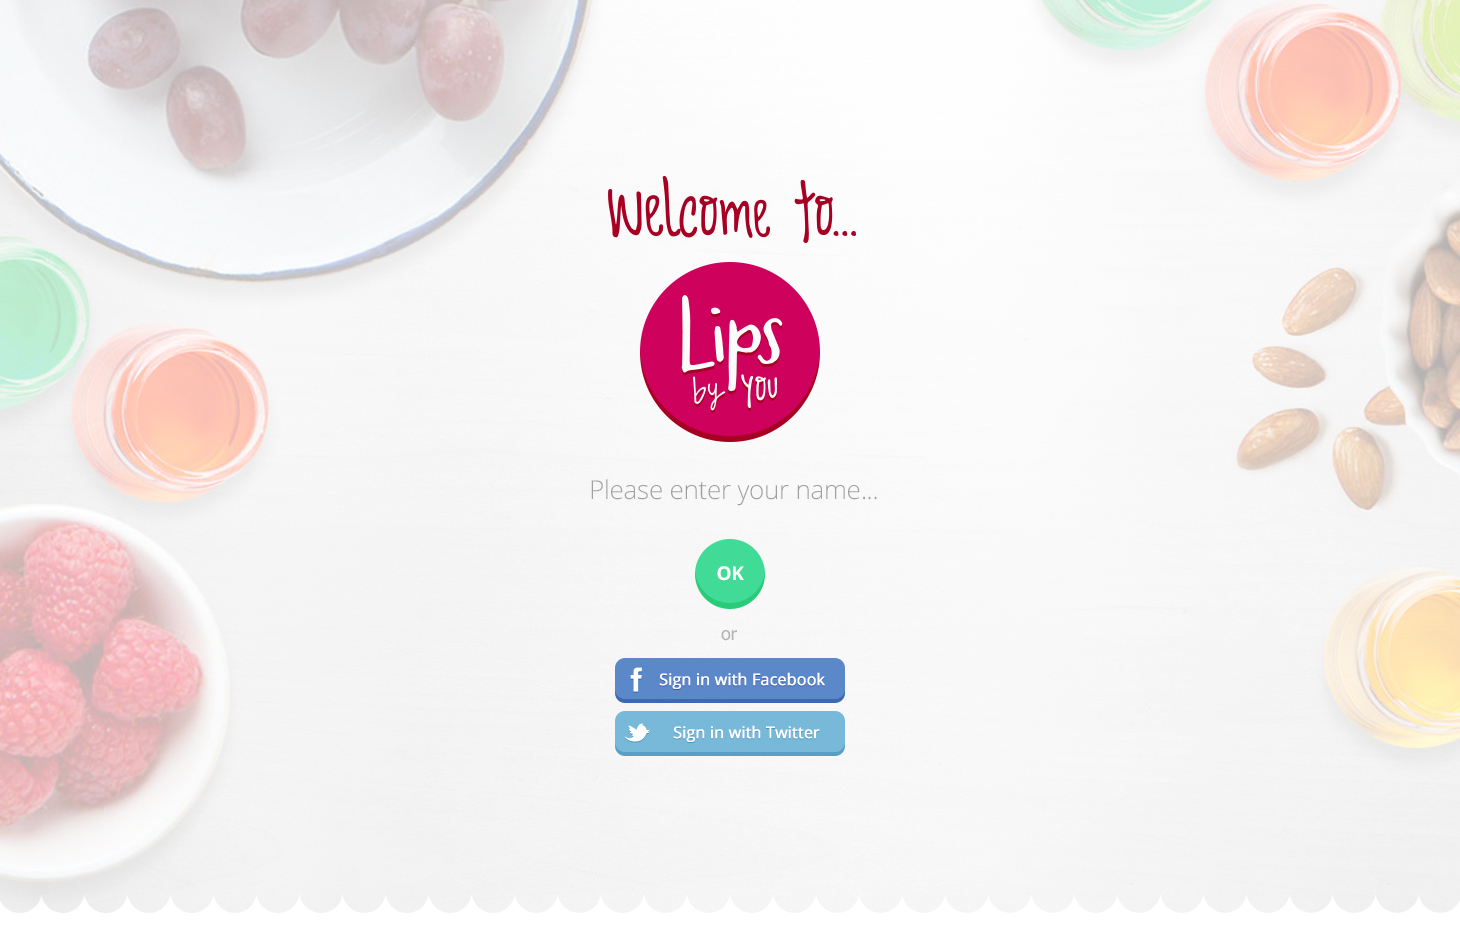 Welcome to...
Lips
by you
Please enter your name...
OK
or
f Sign in with Facebook
Sign in with Twitter